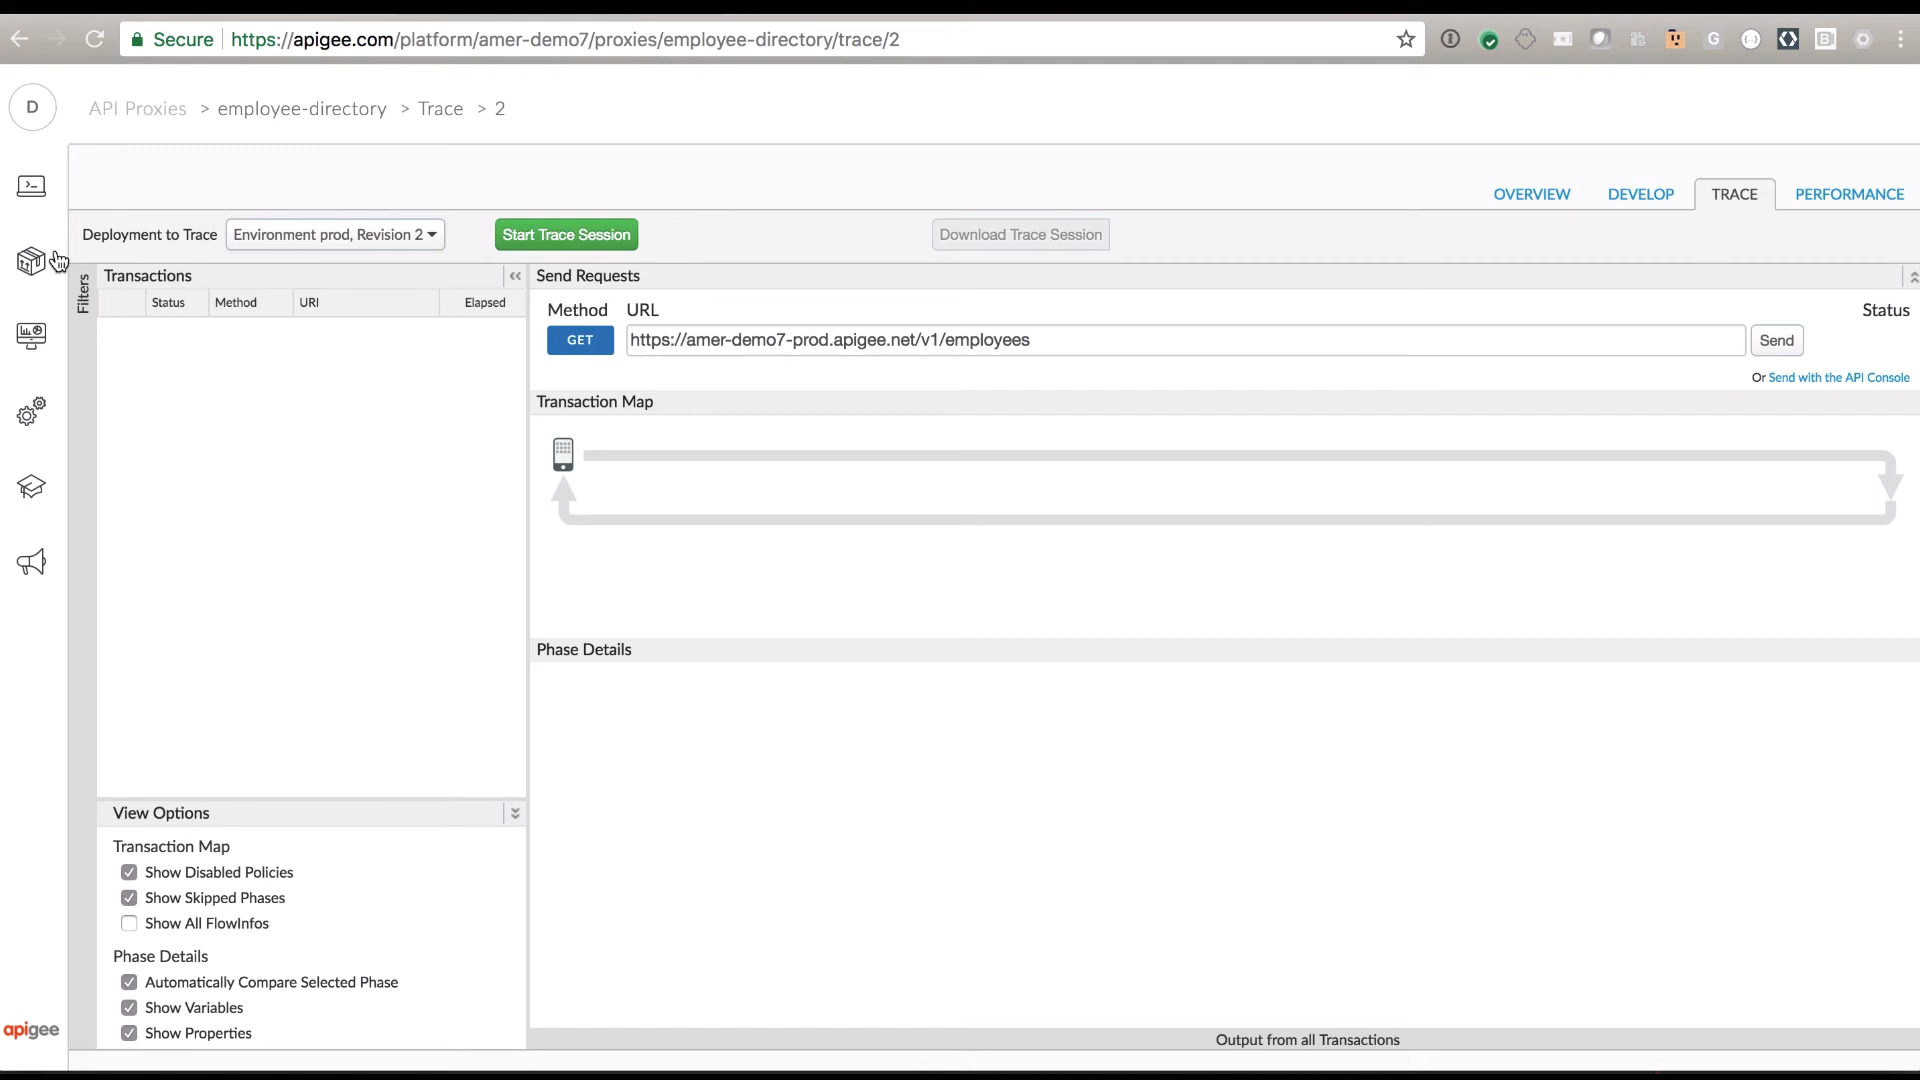 Secure https://apigee.com/platform/amer-demo7/proxies/employee-directory/trace/2
D API Proxies > employee-directory > Trace > 2
OVERVIEW DEVELOP TRACE PERFORMANCE
Deployment to Trace Environment prod, Revision 2 Start Trace Session Download Trace Session
Filters
Transactions
Status Method URI Elapsed
Send Requests
Method URL Status
GET https://amer-demo7-prod.apigee.net/v1/employees Send
Or Send with the API Console
Transaction Map
Phase Details
View Options
Transaction Map
Show Disabled Policies
Show Skipped Phases
Show All FlowInfos
Phase Details
Automatically Compare Selected Phase
Show Variables
Show Properties
apigee
Output from all Transactions